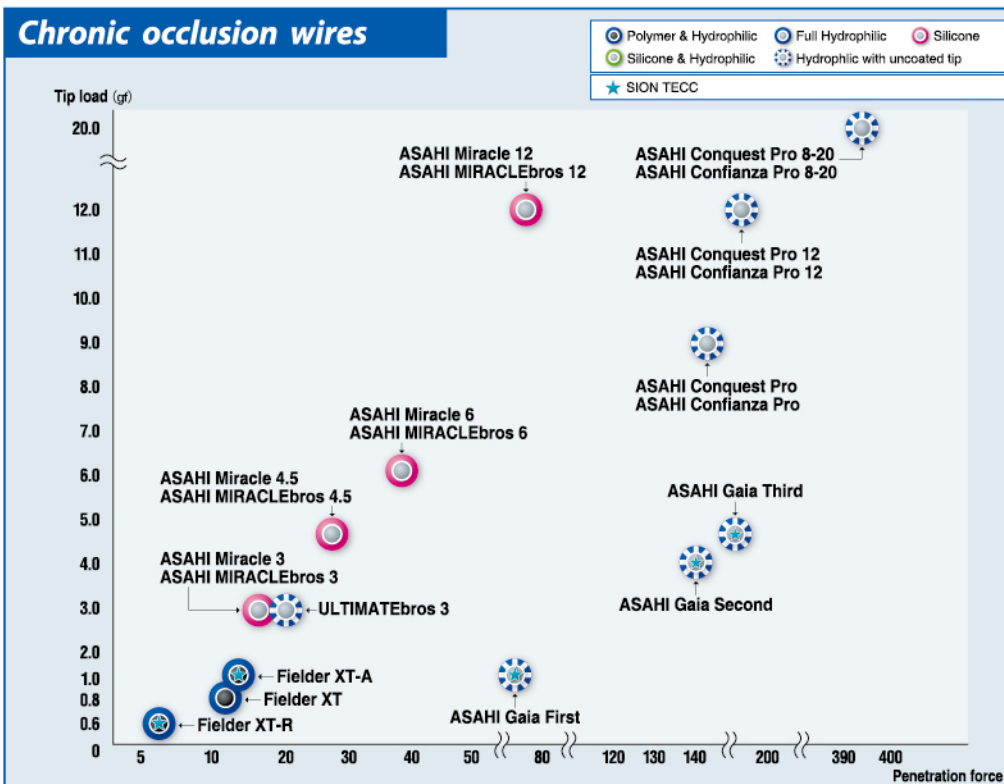 Chronic occlusion wires
Polymer & Hydrophilic
Full Hydrophilic
Silicone
Silicone & Hydrophilic
Hydrophlic with uncoated tip
SION TECC
Tip load (gf)
20.0
12.0
11.0
10.0
9.0
8.0
7.0
6.0
5.0
4.0
3.0
2.0
1.0
0.8
0.6
0
ASAHI Miracle 12
ASAHI MIRACLEbros 12
ASAHI Conquest Pro 8-20
ASAHI Confianza Pro 8-20
ASAHI Conquest Pro 12
ASAHI Confianza Pro 12
ASAHI Conquest Pro
ASAHI Confianza Pro
ASAHI Miracle 6
ASAHI MIRACLEbros 6
ASAHI Miracle 4.5
ASAHI MIRACLEbros 4.5
ASAHI Gaia Third
ASAHI Miracle 3
ASAHI MIRACLEbros 3
ULTIMATEbros 3
ASAHI Gaia Second
Fielder XT-A
Fielder XT
Fielder XT-R
ASAHI Gaia First
5 10 20 30 40 50 80 120 130 140 200 390 400
Penetration force